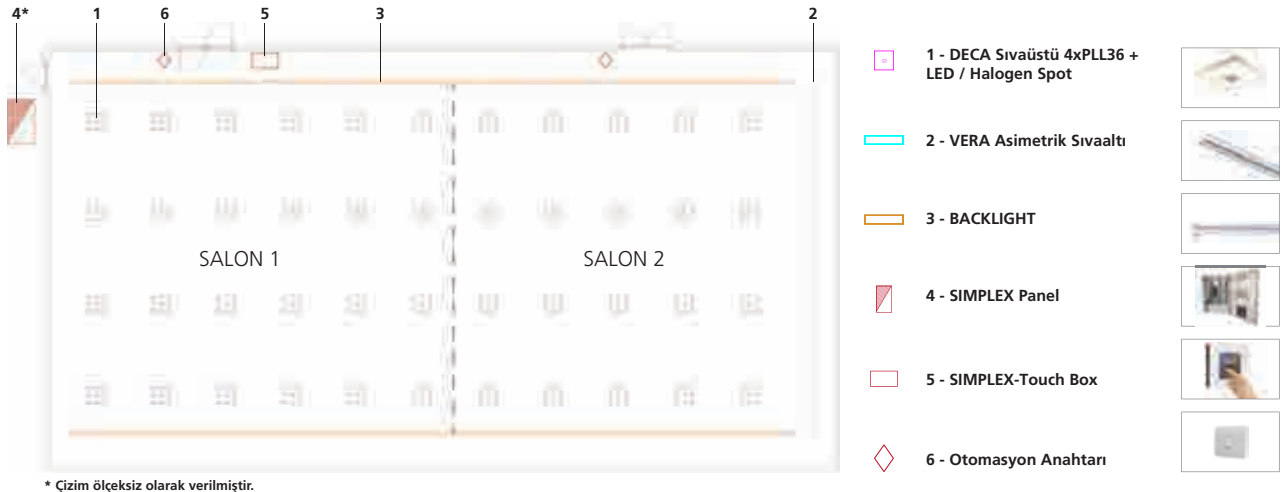 4* 1 6 5 3 2
SALON 1
SALON 2
* Çizim ölçeksiz olarak verilmiştir.
1 - DECA Sıvaüstü 4xPLL36 +
LED / Halogen Spot
2 - VERA Asimetrik Sıvaaltı
3 - BACKLIGHT
4 - SIMPLEX Panel
5 - SIMPLEX-Touch Box
6 - Otomasyon Anahtarı